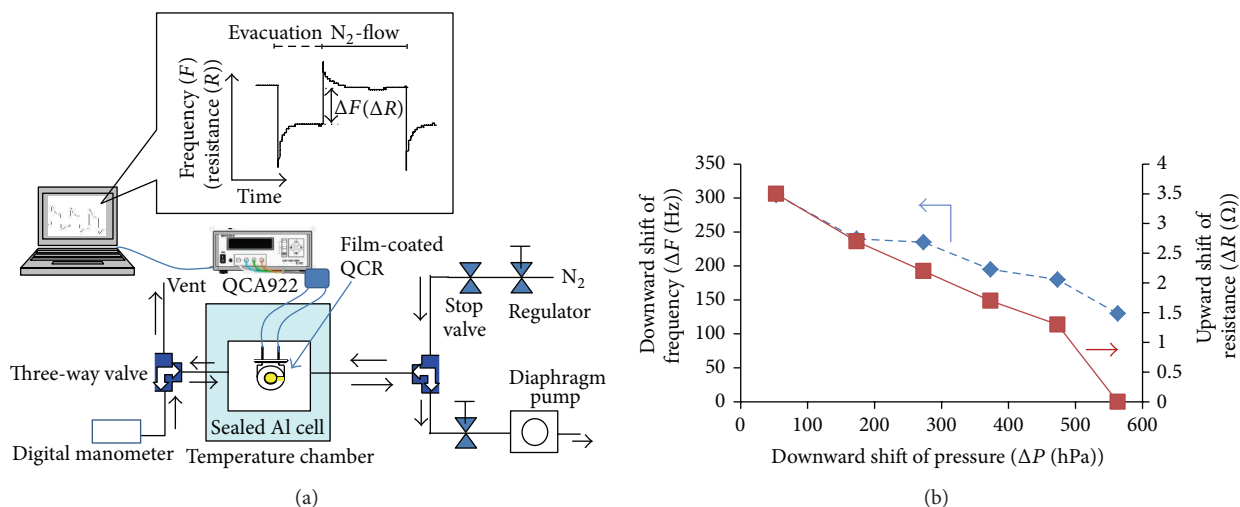 Evacuation N₂-flow
Frequency (F)
(resistance (R))
ΔF(ΔR)
Time
Film-coated
QCR
Vent
QCA922
N₂
Stop
valve
Regulator
Three-way valve
Diaphragm
pump
Sealed Al cell
Digital manometer
Temperature chamber
(a)
350
300
250
200
150
100
50
0
Downward shift of
frequency (ΔF (Hz))
4
3.5
3
2.5
2
1.5
1
0.5
0
Upward shift of
resistance (ΔR (Ω))
0 100 200 300 400 500 600
Downward shift of pressure (ΔP (hPa))
(b)